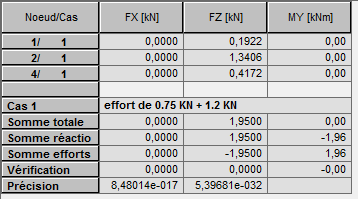 Noeud/Cas FX [kN] FZ [kN] MY [kNm]
1/ 1 0,0000 0,1922 0,00
2/ 1 0,0000 1,3406 0,00
4/ 1 0,0000 0,4172 0,00
Cas 1 effort de 0.75 KN + 1.2 KN
Somme totale 0,0000 1,9500 0,00
Somme réactio 0,0000 1,9500 -1,96
Somme efforts 0,0000 -1,9500 1,96
Vérification 0,0000 0,0000 -0,00
Précision 8,48014e-017 5,39681e-032